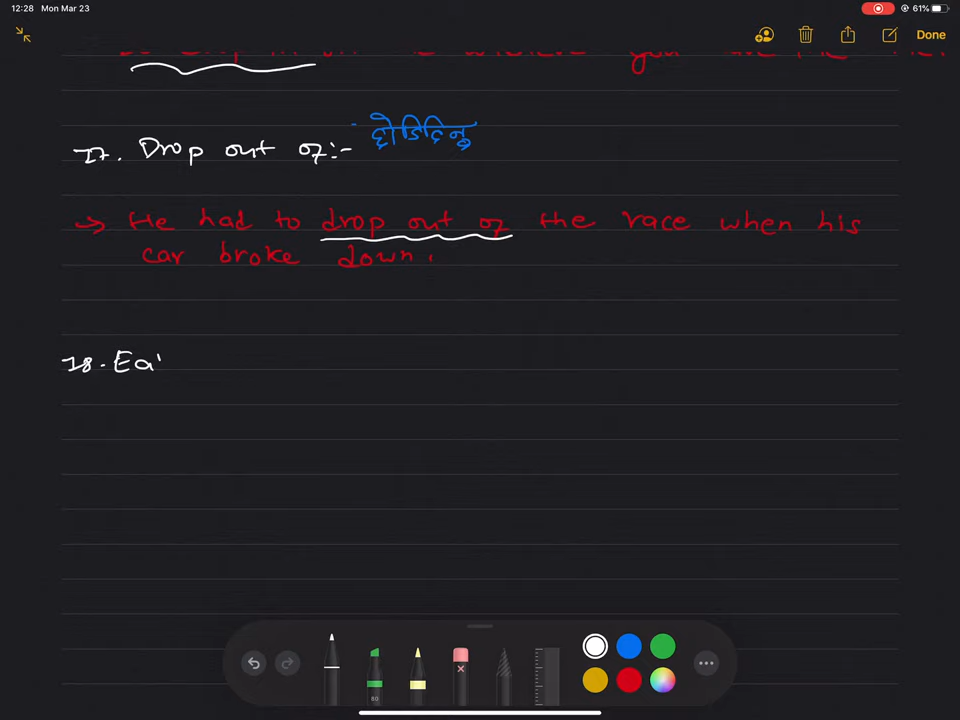 12:28 Mon Mar 23
61%
Done
17. Drop out of :- छोडिदिनु
→ He had to drop out of the race when his
car broke down.
18. Ea
80